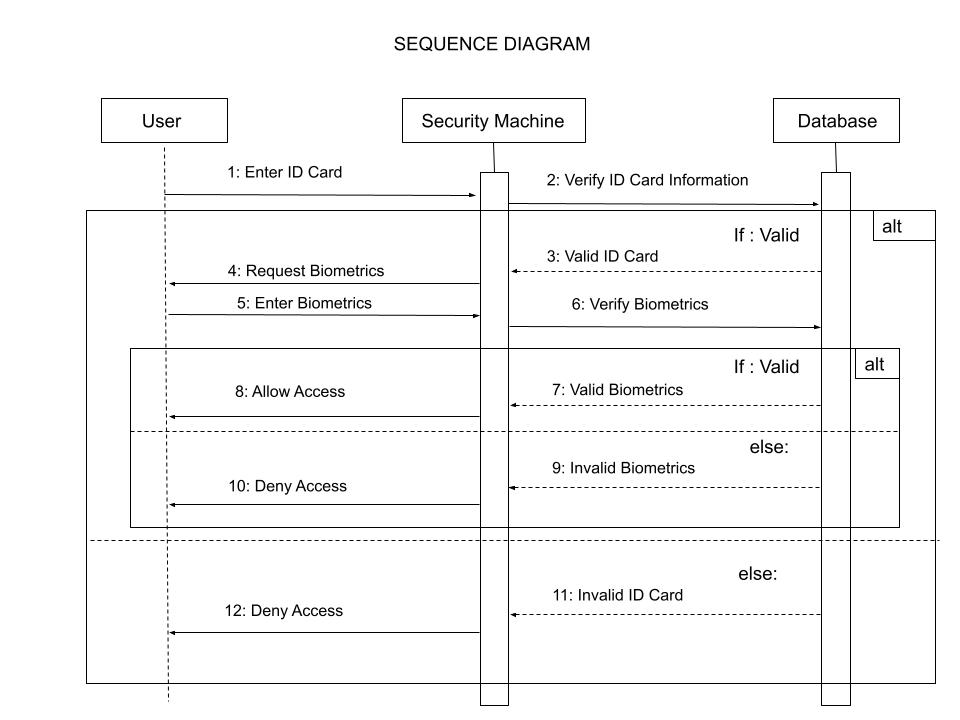 SEQUENCE DIAGRAM
User
Security Machine
Database
1: Enter ID Card
2: Verify ID Card Information
alt
If : Valid
3: Valid ID Card
4: Request Biometrics
5: Enter Biometrics
6: Verify Biometrics
If : Valid
alt
8: Allow Access
7: Valid Biometrics
else:
9: Invalid Biometrics
10: Deny Access
else:
11: Invalid ID Card
12: Deny Access